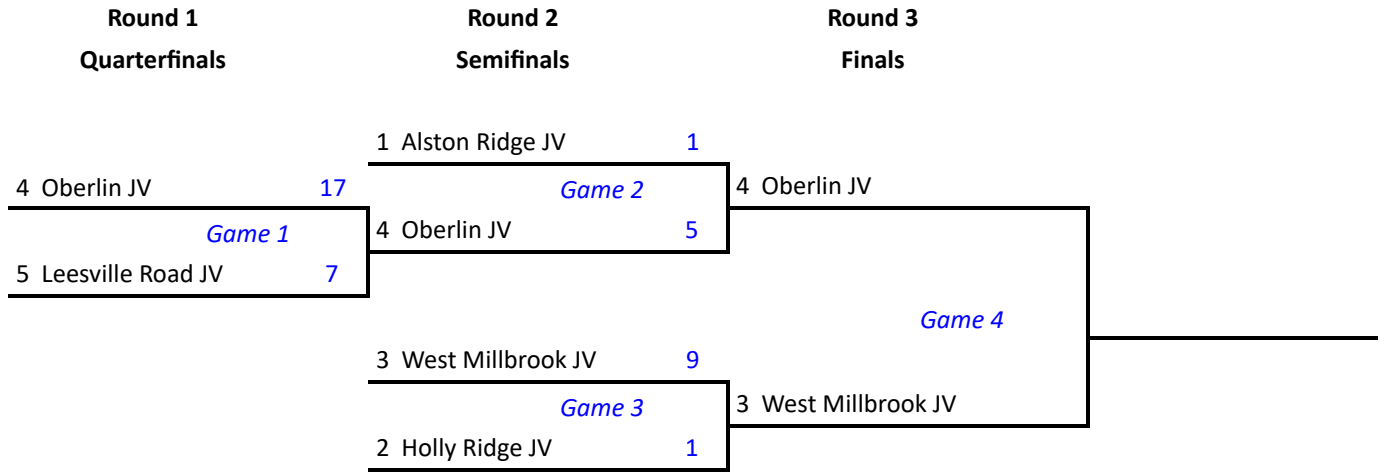 Round 1 Round 2 Round 3
Quarterfinals Semifinals Finals
1 Alston Ridge JV 1
4 Oberlin JV 17 Game 2 4 Oberlin JV
Game 1 4 Oberlin JV 5
5 Leesville Road JV 7
Game 4
3 West Millbrook JV 9
Game 3 3 West Millbrook JV
2 Holly Ridge JV 1